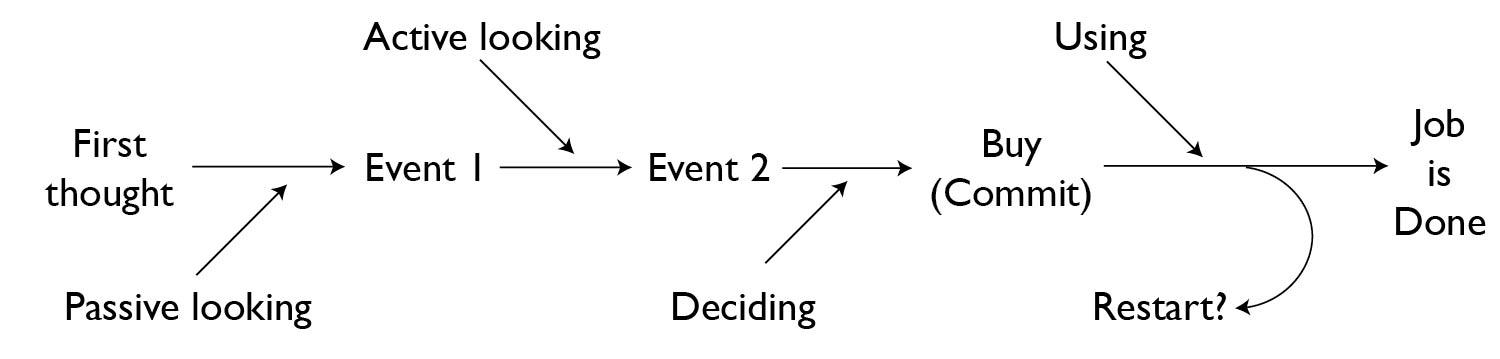 Active looking
Using
First
thought
Event 1
Event 2
Buy
(Commit)
Job
is
Done
Passive looking
Deciding
Restart?